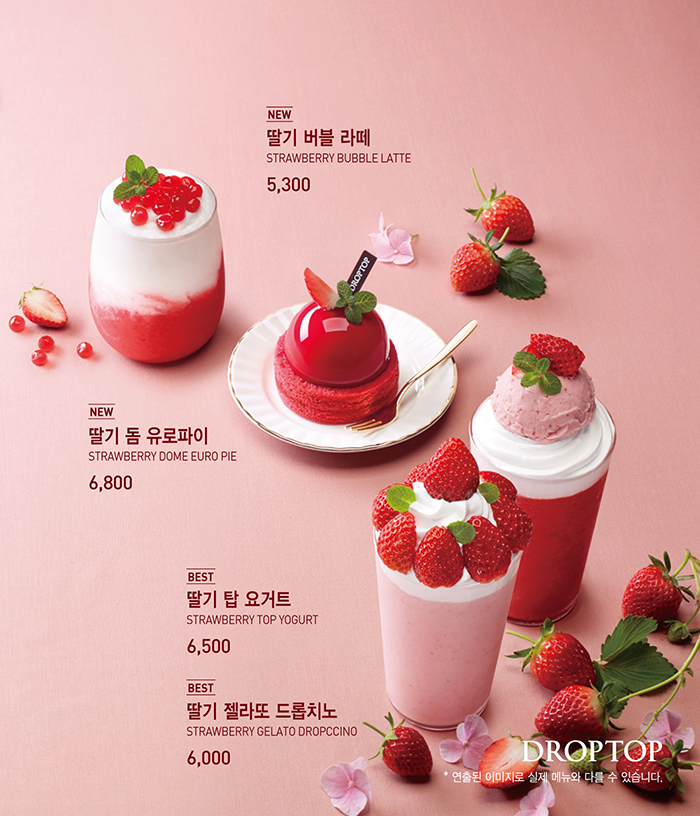 NEW
딸기 버블 라떼
STRAWBERRY BUBBLE LATTE
5,300
DROPTOP
NEW
딸기 돔 유로파이
STRAWBERRY DOME EURO PIE
6,800
BEST
딸기 탑 요거트
STRAWBERRY TOP YOGURT
6,500
BEST
딸기 젤라또 드롭치노
STRAWBERRY GELATO DROPCCINO
6,000
DROPTOP
* 연출된 이미지로 실제 메뉴와 다를 수 있습니다.